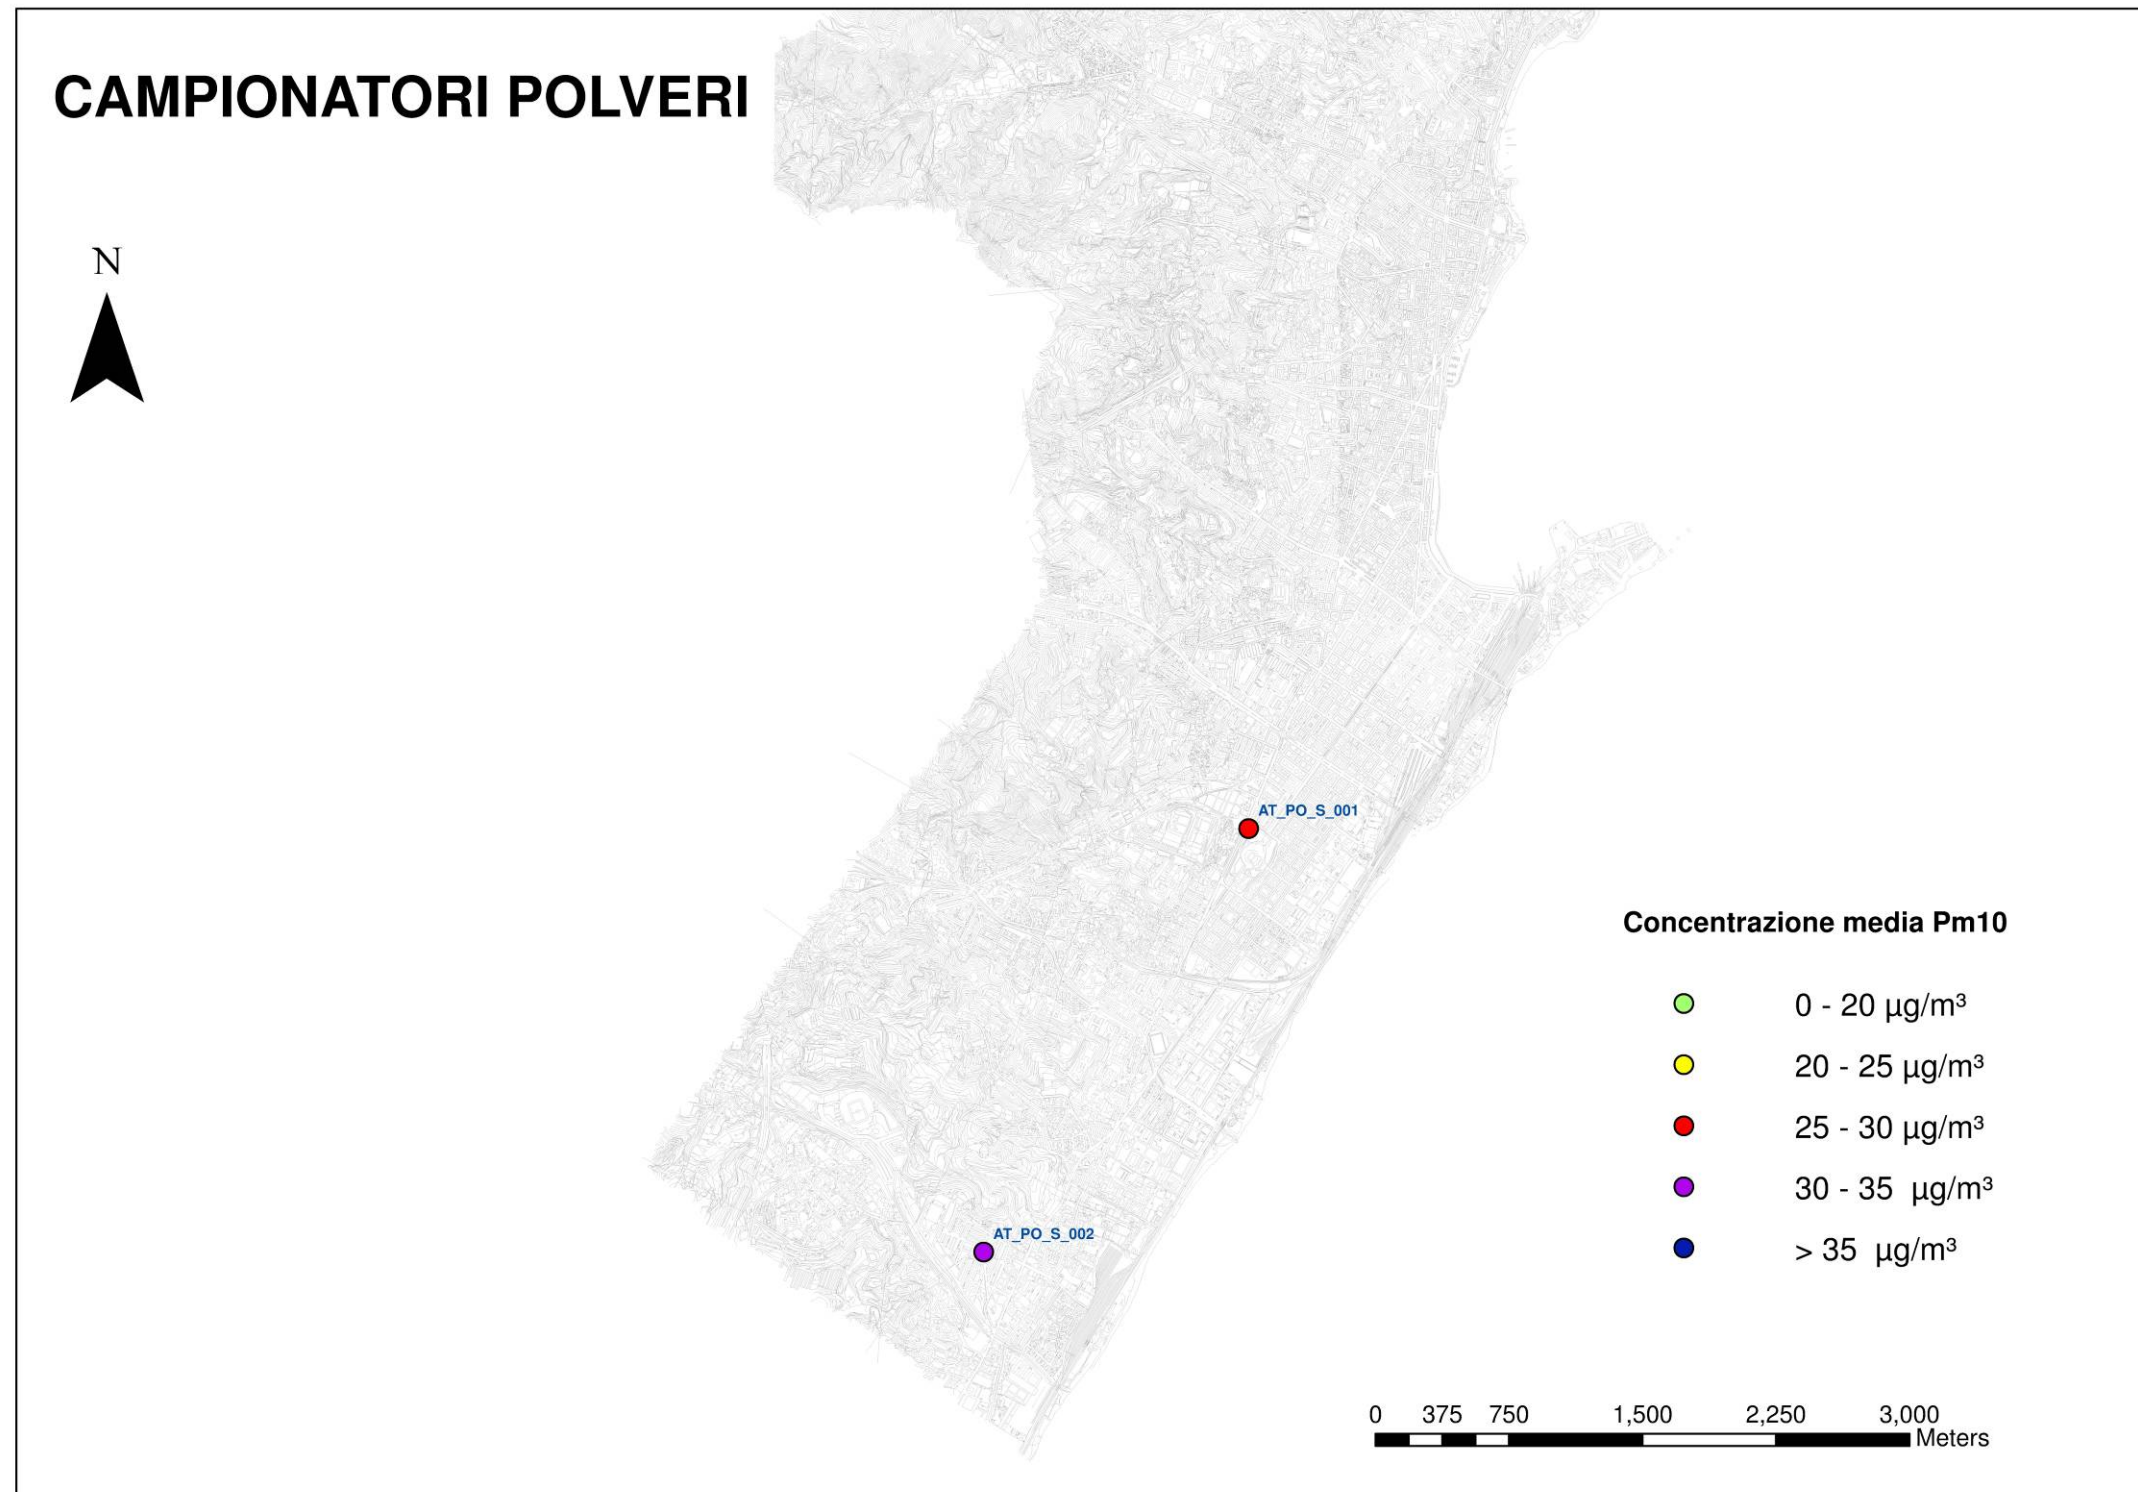 CAMPIONATORI POLVERI
N
AT_PO_S_001
Concentrazione media Pm10
0 - 20 µg/m³
20 - 25 µg/m³
25 - 30 µg/m³
30 - 35 µg/m³
> 35 µg/m³
AT_PO_S_002
0 375 750 1,500 2,250 3,000
Meters